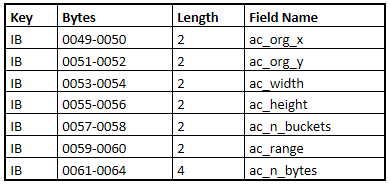 Key Bytes Length Field Name
IB 0049-0050 2 ac_org_x
IB 0051-0052 2 ac_org_y
IB 0053-0054 2 ac_width
IB 0055-0056 2 ac_height
IB 0057-0058 2 ac_n_buckets
IB 0059-0060 2 ac_range
IB 0061-0064 4 ac_n_bytes